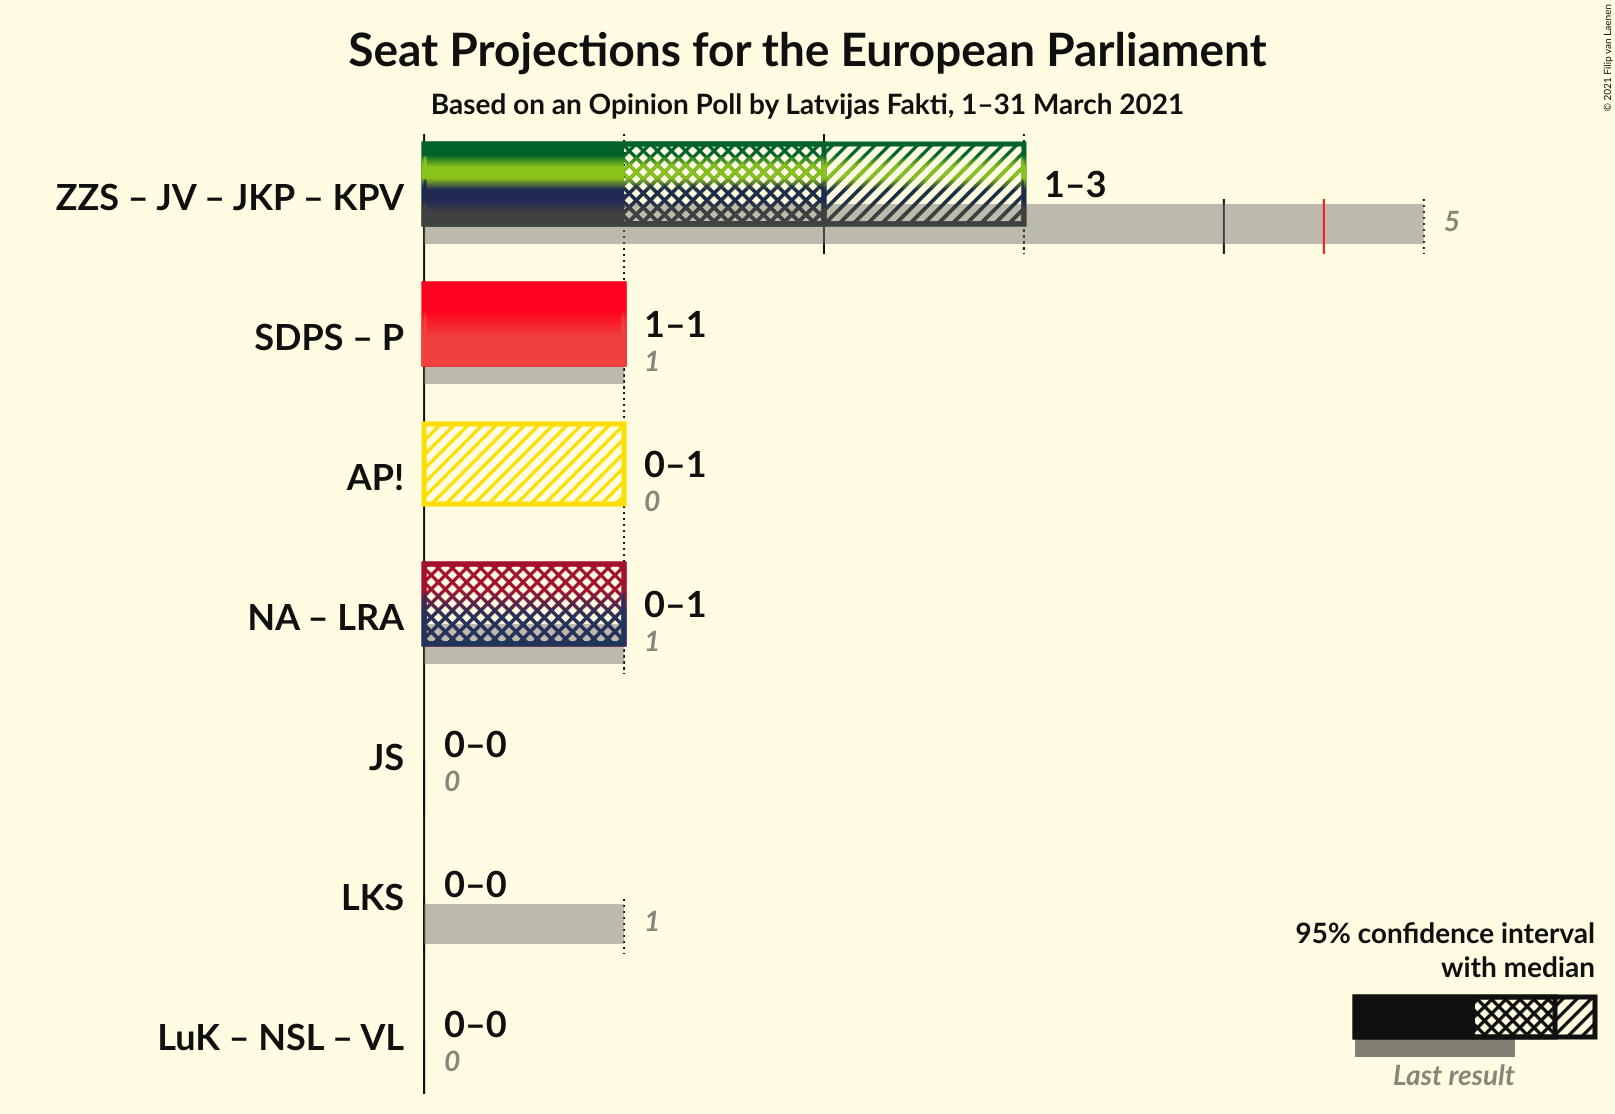 Seat Projections for the European Parliament
Based on an Opinion Poll by Latvijas Fakti, 1–31 March 2021
© 2021 Filip van Laenen
ZZS – JV – JKP – KPV
1–3
5
SDPS – P
1–1
1
AP!
0–1
0
NA – LRA
0–1
1
JS
0–0
0
LKS
0–0
1
LuK – NSL – VL
0–0
0
95% confidence interval
with median
Last result